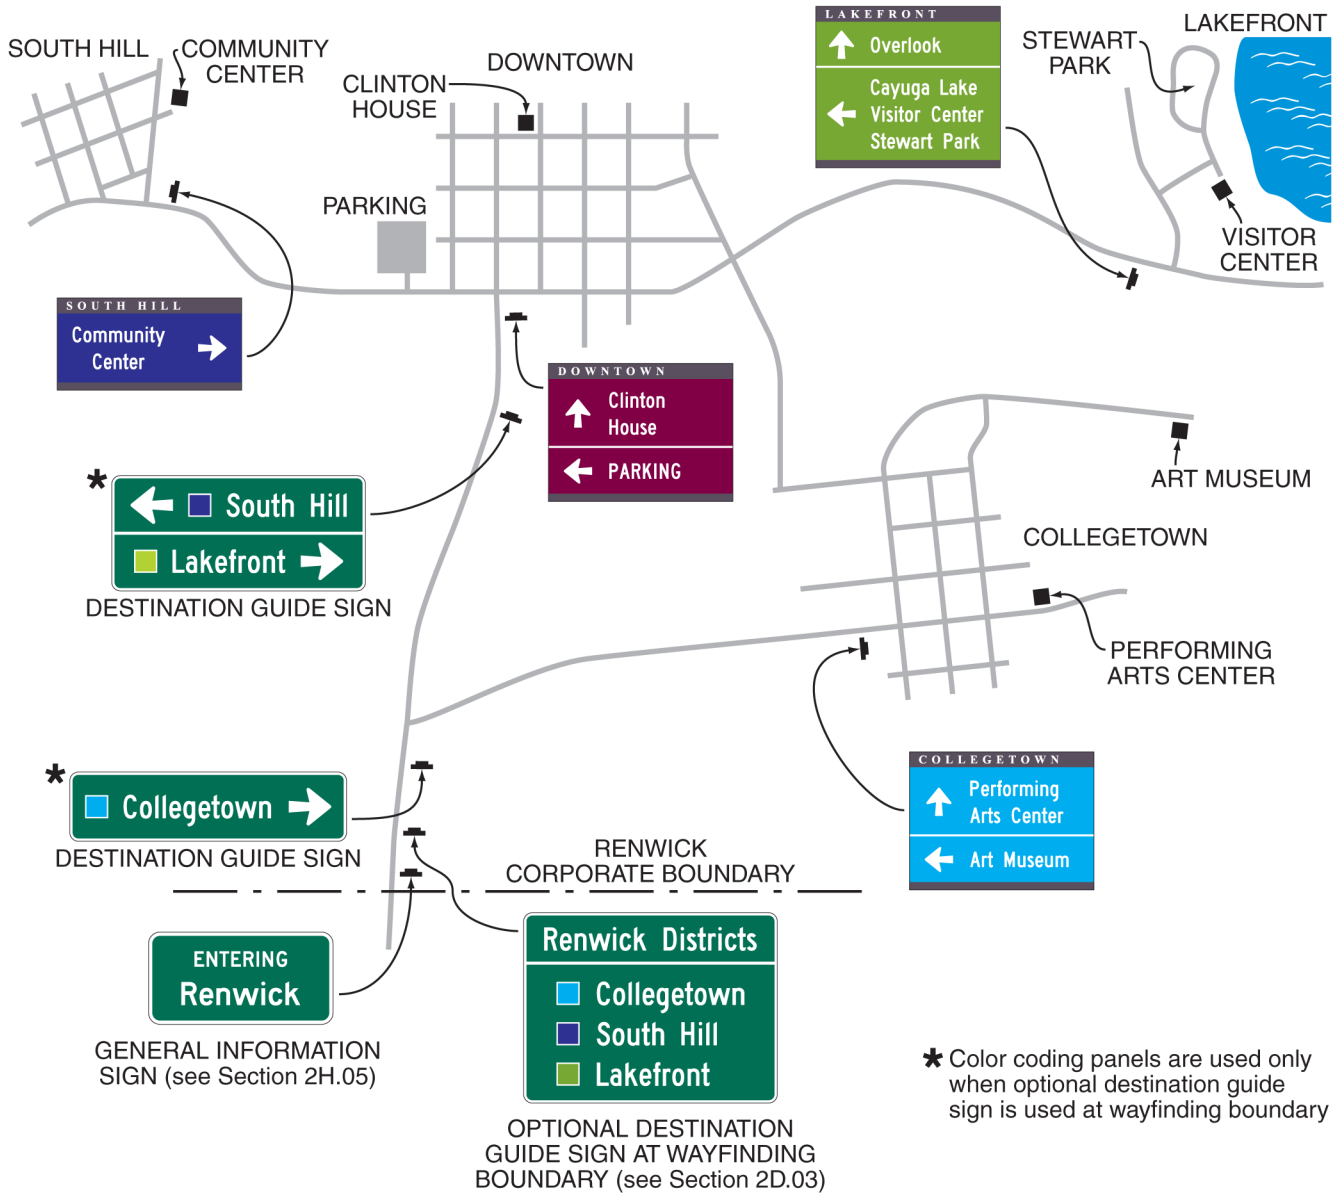 SOUTH HILL
COMMUNITY
CENTER
CLINTON
HOUSE
DOWNTOWN
LAKEFRONT
Overlook
Cayuga Lake
Visitor Center
Stewart Park
STEWART
PARK
LAKEFRONT
PARKING
VISITOR
CENTER
SOUTH HILL
Community
Center
DOWNTOWN
Clinton
House
PARKING
*
South Hill
Lakefront
DESTINATION GUIDE SIGN
ART MUSEUM
COLLEGETOWN
PERFORMING
ARTS CENTER
*
Collegetown
DESTINATION GUIDE SIGN
COLLEGETOWN
Performing
Arts Center
Art Museum
RENWICK
CORPORATE BOUNDARY
ENTERING
Renwick
GENERAL INFORMATION
SIGN (see Section 2H.05)
Renwick Districts
Collegetown
South Hill
Lakefront
OPTIONAL DESTINATION
GUIDE SIGN AT WAYFINDING
BOUNDARY (see Section 2D.03)
* Color coding panels are used only
when optional destination guide
sign is used at wayfinding boundary